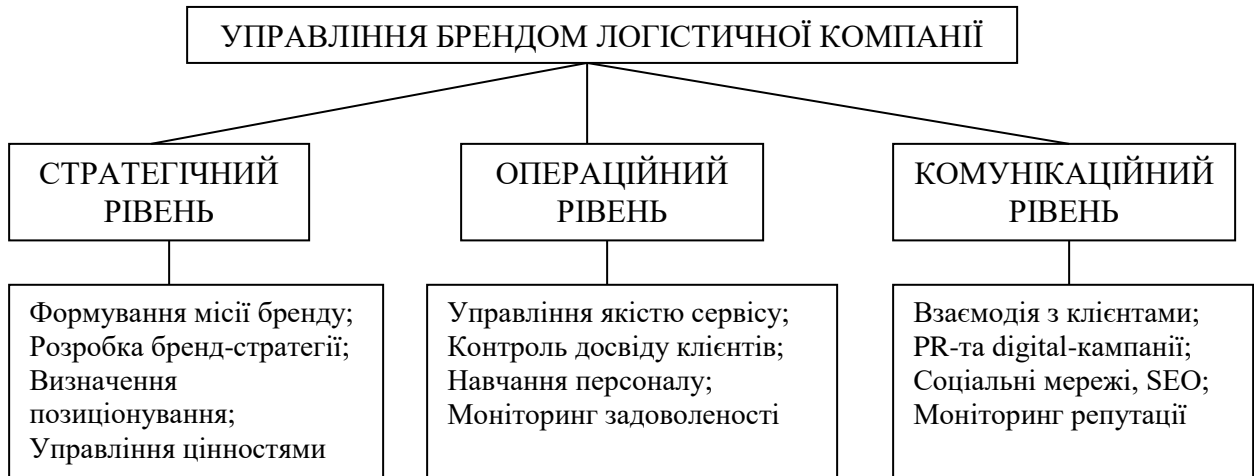 УПРАВЛІННЯ БРЕНДОМ ЛОГІСТИЧНОЇ КОМПАНІЇ
СТРАТЕГІЧНИЙ
РІВЕНЬ
ОПЕРАЦІЙНИЙ
РІВЕНЬ
КОМУНІКАЦІЙНИЙ
РІВЕНЬ
Формування місії бренду;
Розробка бренд-стратегії;
Визначення
позиціонування;
Управління цінностями
Управління якістю сервісу;
Контроль досвіду клієнтів;
Навчання персоналу;
Моніторинг задоволеності
Взаємодія з клієнтами;
PR-та digital-кампанії;
Соціальні мережі, SEO;
Моніторинг репутації